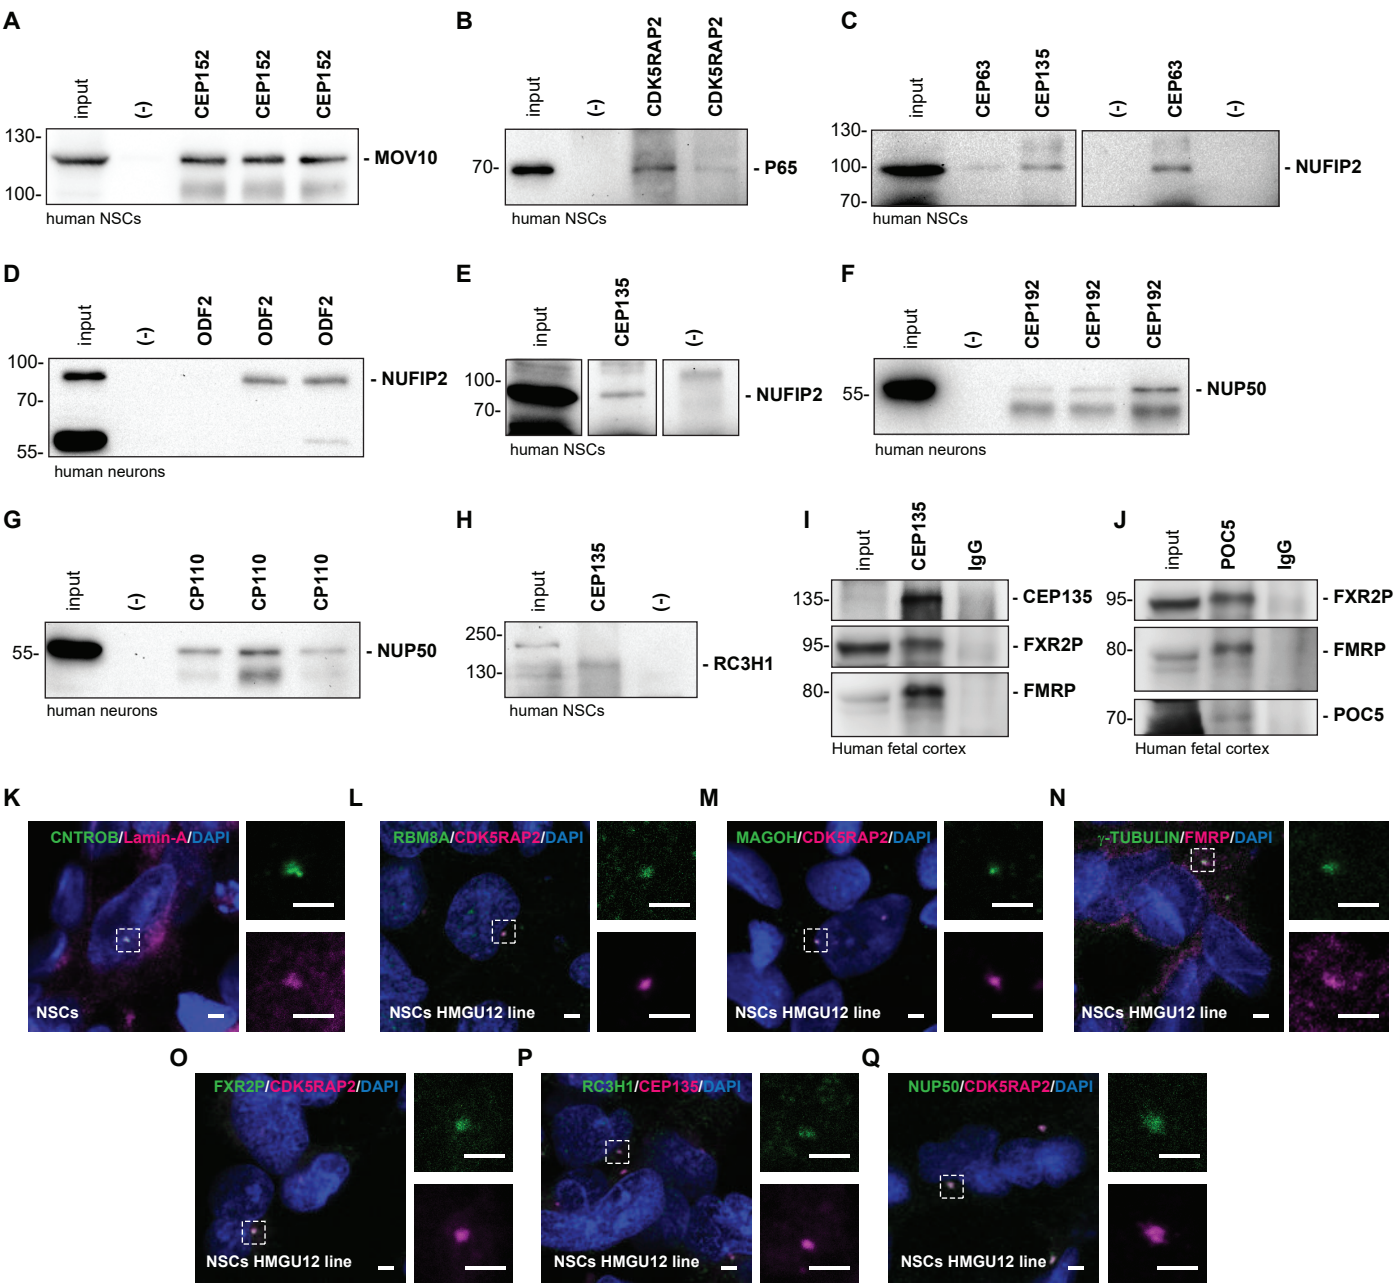 A
input
(-)
CEP152
CEP152
CEP152
130-
100-
- MOV10
human NSCs
B
input
(-)
CDK5RAP2
CDK5RAP2
70-
- P65
human NSCs
C
input
CEP63
CEP135
(-)
CEP63
(-)
130-
100-
70-
- NUFIP2
human NSCs
D
input
(-)
ODF2
ODF2
ODF2
100-
70-
55-
- NUFIP2
human neurons
E
input
CEP135
(-)
100-
70-
- NUFIP2
human NSCs
F
input
(-)
CEP192
CEP192
CEP192
55-
- NUP50
human neurons
G
input
(-)
CP110
CP110
CP110
55-
- NUP50
human neurons
H
input
CEP135
(-)
250-
130-
- RC3H1
human NSCs
I
input
CEP135
IgG
135-
- CEP135
95-
- FXR2P
80-
- FMRP
Human fetal cortex
J
input
POC5
IgG
95-
- FXR2P
80-
- FMRP
70-
- POC5
Human fetal cortex
K
CNTROB/Lamin-A/DAPI
NSCs
L
RBM8A/CDK5RAP2/DAPI
NSCs HMGU12 line
M
MAGOH/CDK5RAP2/DAPI
NSCs HMGU12 line
N
γ-TUBULIN/FMRP/DAPI
NSCs HMGU12 line
O
FXR2P/CDK5RAP2/DAPI
NSCs HMGU12 line
P
RC3H1/CEP135/DAPI
NSCs HMGU12 line
Q
NUP50/CDK5RAP2/DAPI
NSCs HMGU12 line